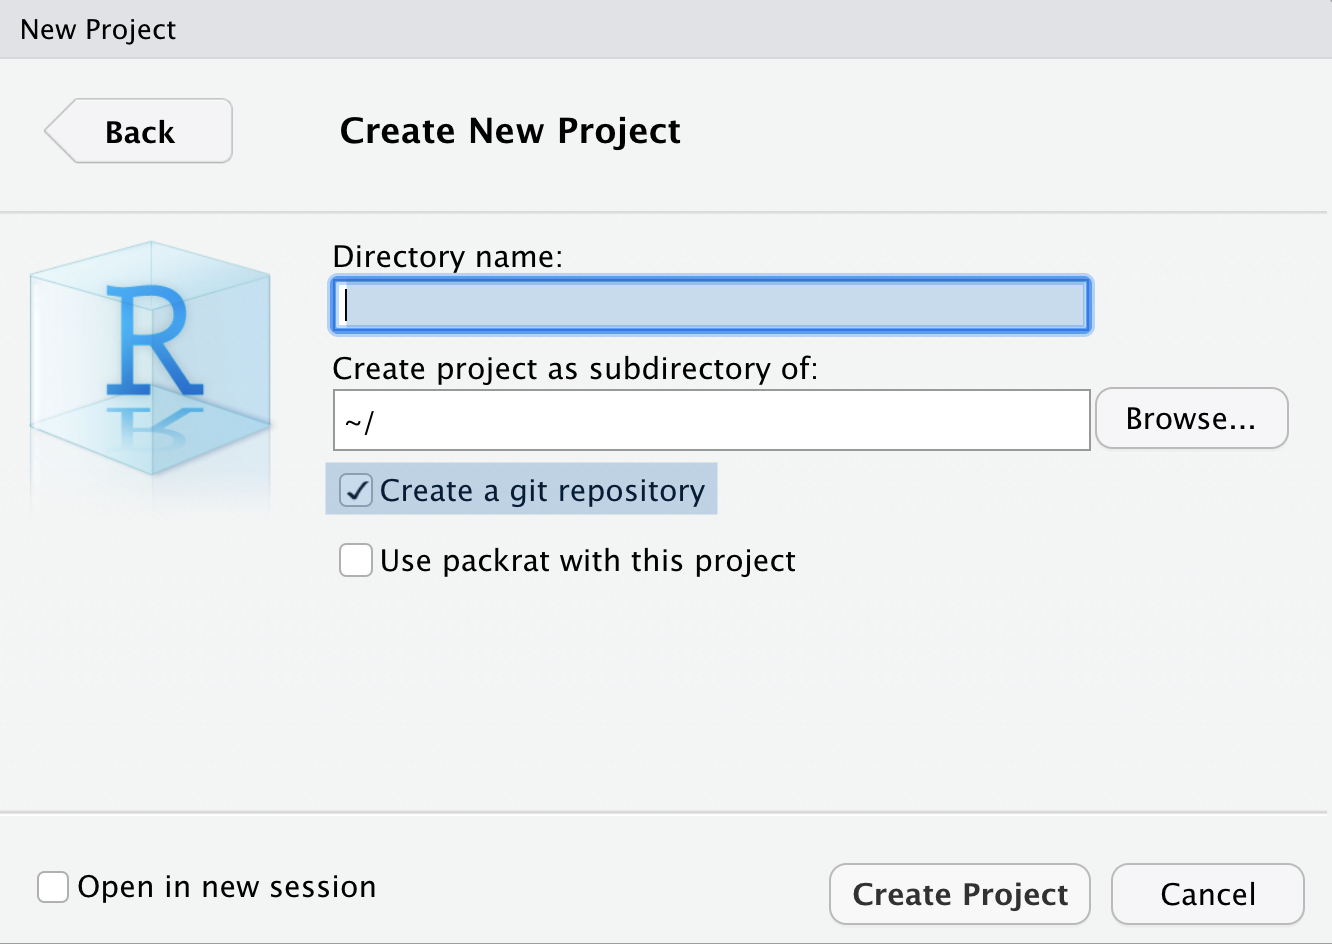 New Project
Back
Create New Project
R
Directory name:
Create project as subdirectory of:
~/
Browse...
Create a git repository
Use packrat with this project
Open in new session
Create Project
Cancel